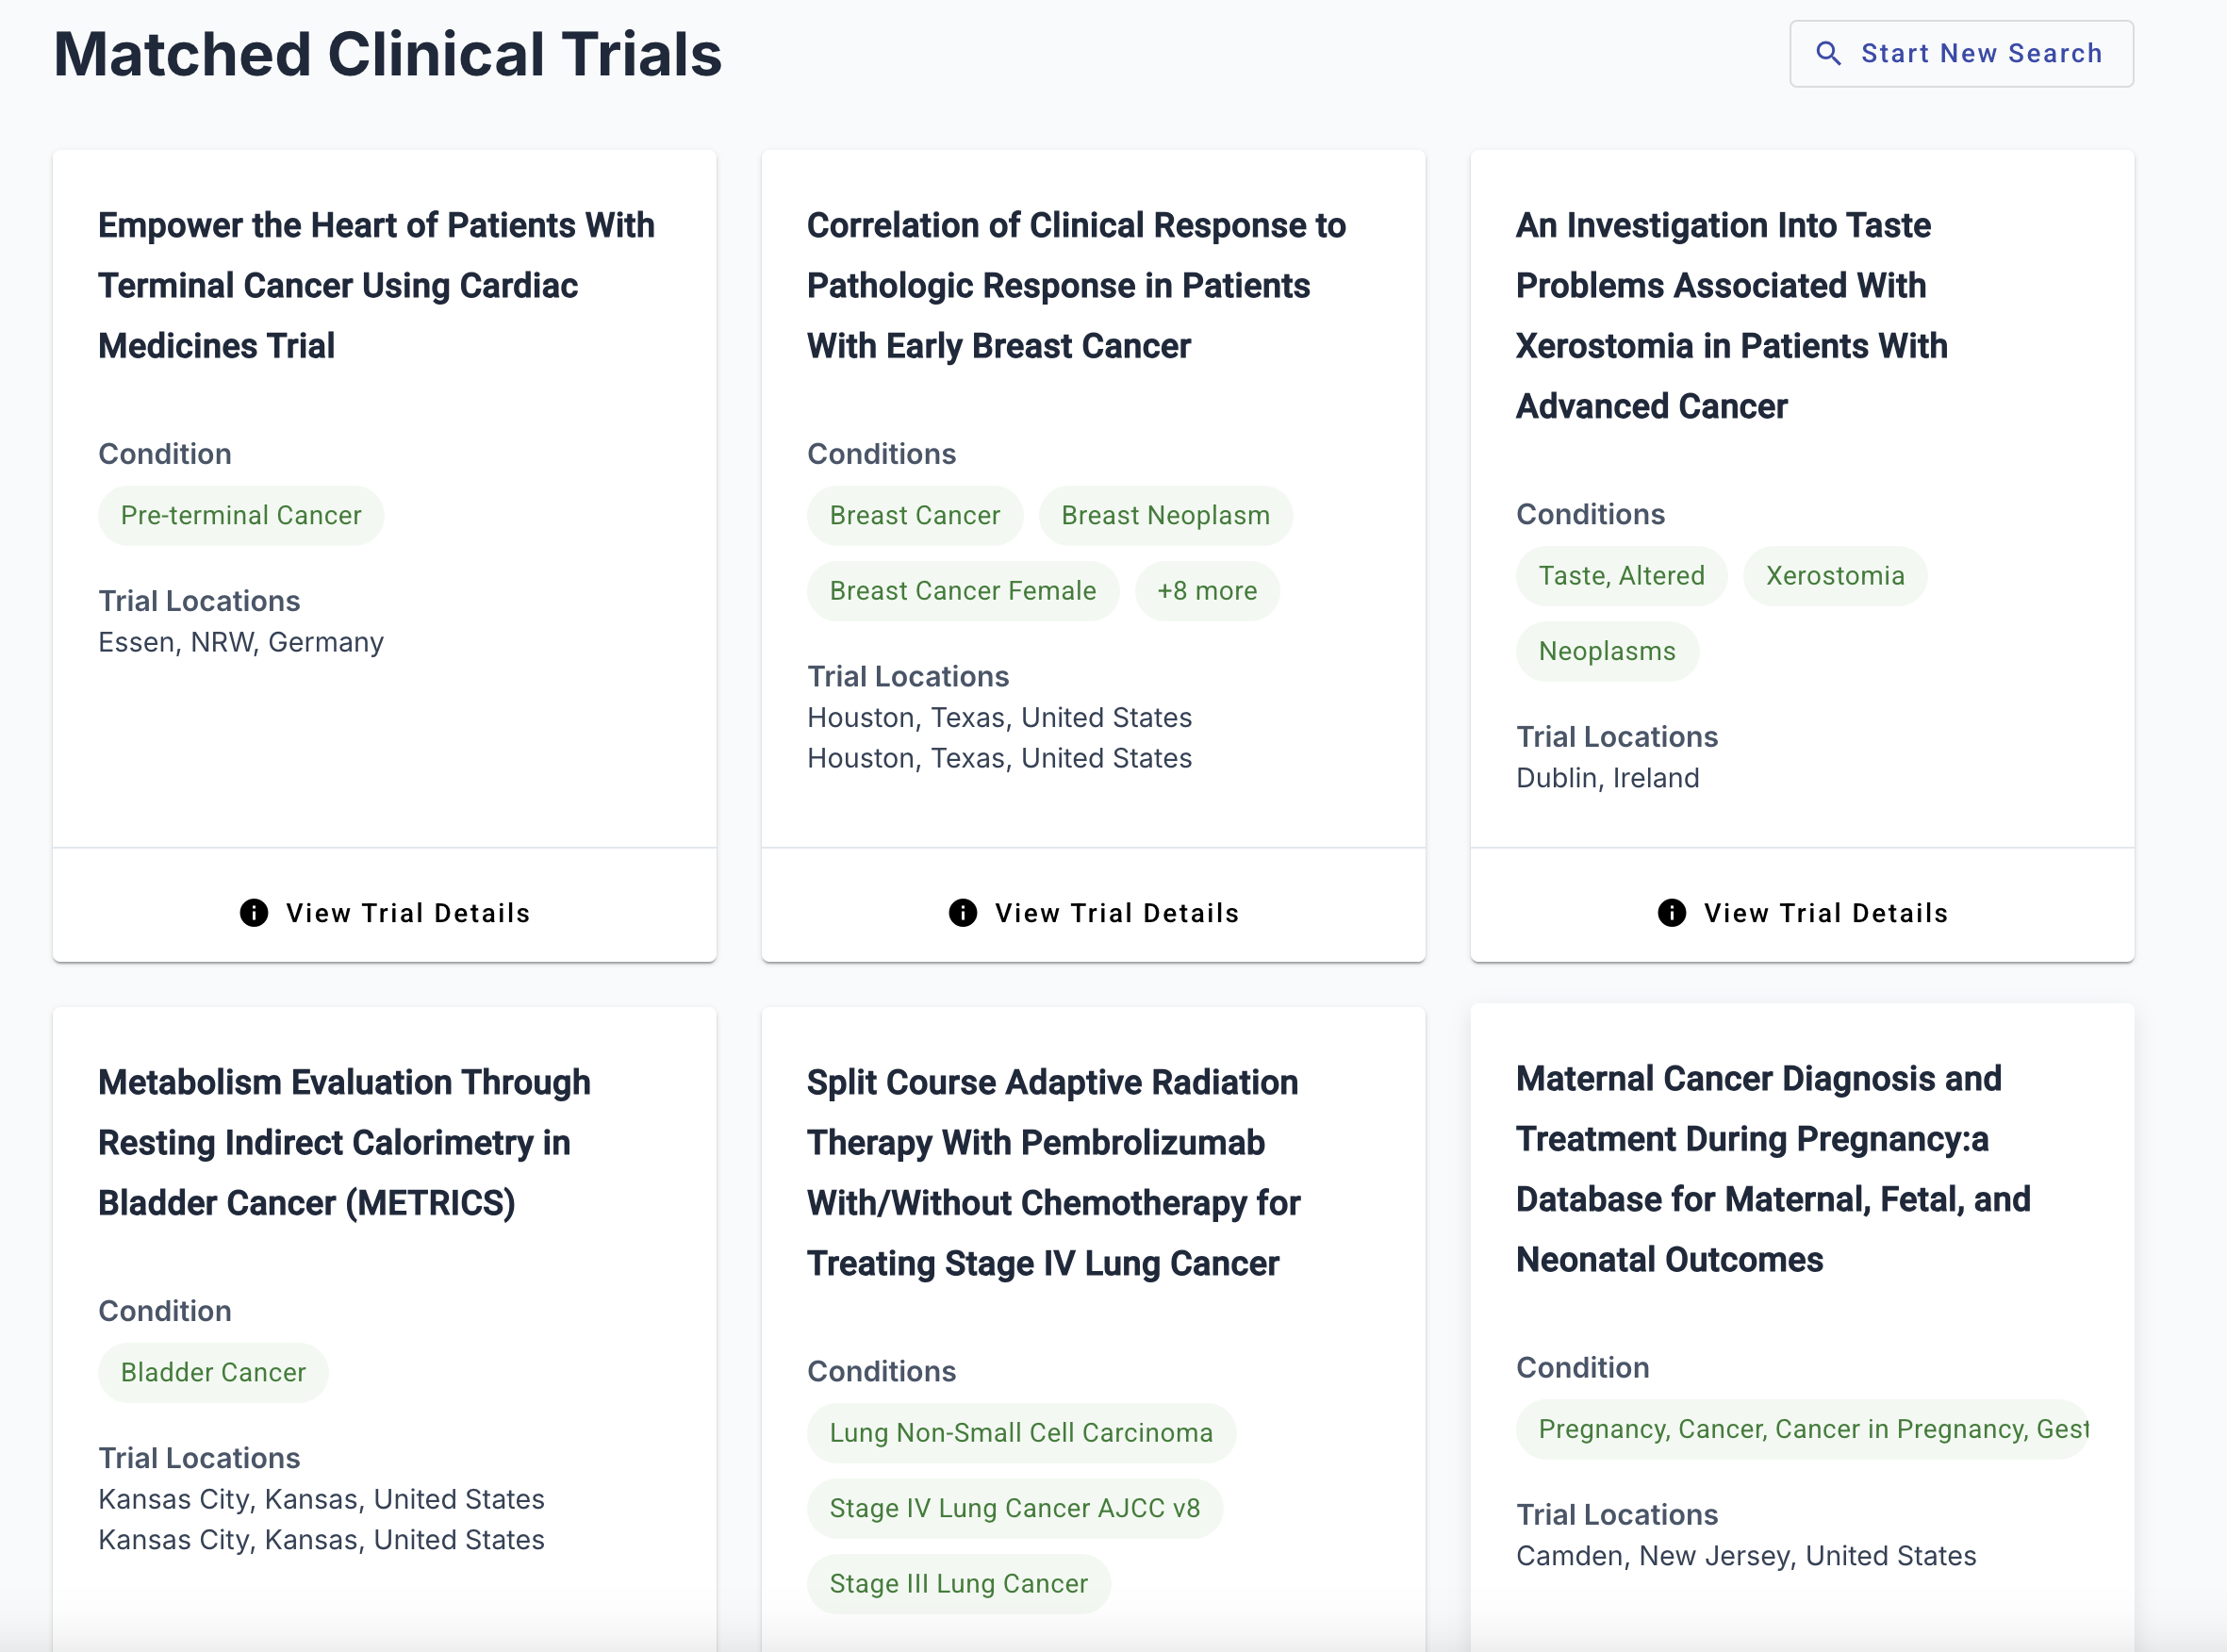 Matched Clinical Trials
Start New Search
Empower the Heart of Patients With
Terminal Cancer Using Cardiac
Medicines Trial
Condition
Pre-terminal Cancer
Trial Locations
Essen, NRW, Germany
View Trial Details
Correlation of Clinical Response to
Pathologic Response in Patients
With Early Breast Cancer
Conditions
Breast Cancer
Breast Neoplasm
Breast Cancer Female
+8 more
Trial Locations
Houston, Texas, United States
Houston, Texas, United States
View Trial Details
An Investigation Into Taste
Problems Associated With
Xerostomia in Patients With
Advanced Cancer
Conditions
Taste, Altered
Xerostomia
Neoplasms
Trial Locations
Dublin, Ireland
View Trial Details
Metabolism Evaluation Through
Resting Indirect Calorimetry in
Bladder Cancer (METRICS)
Condition
Bladder Cancer
Trial Locations
Kansas City, Kansas, United States
Kansas City, Kansas, United States
Split Course Adaptive Radiation
Therapy With Pembrolizumab
With/Without Chemotherapy for
Treating Stage IV Lung Cancer
Conditions
Lung Non-Small Cell Carcinoma
Stage IV Lung Cancer AJCC v8
Stage III Lung Cancer
Maternal Cancer Diagnosis and
Treatment During Pregnancy:a
Database for Maternal, Fetal, and
Neonatal Outcomes
Condition
Pregnancy, Cancer, Cancer in Pregnancy, Gest
Trial Locations
Camden, New Jersey, United States